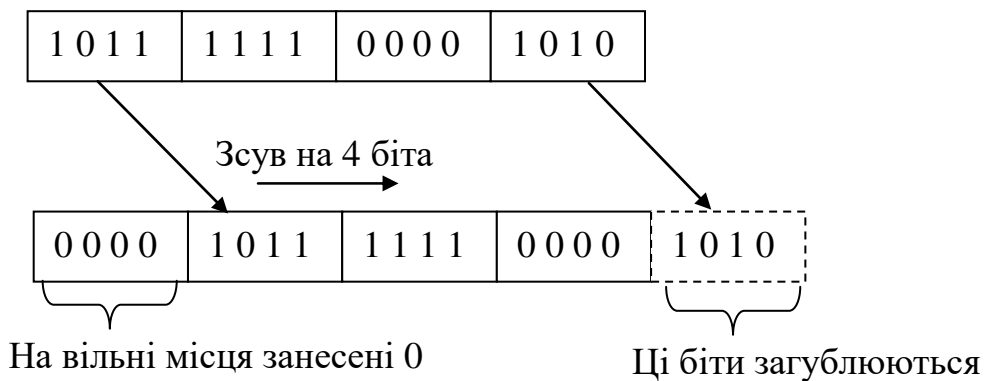 1 0 1 1 1 1 1 1 0 0 0 0 1 0 1 0
Зсув на 4 біта
0 0 0 0 1 0 1 1 1 1 1 1 0 0 0 0 1 0 1 0
На вільні місця занесені 0
Ці біти загублюються